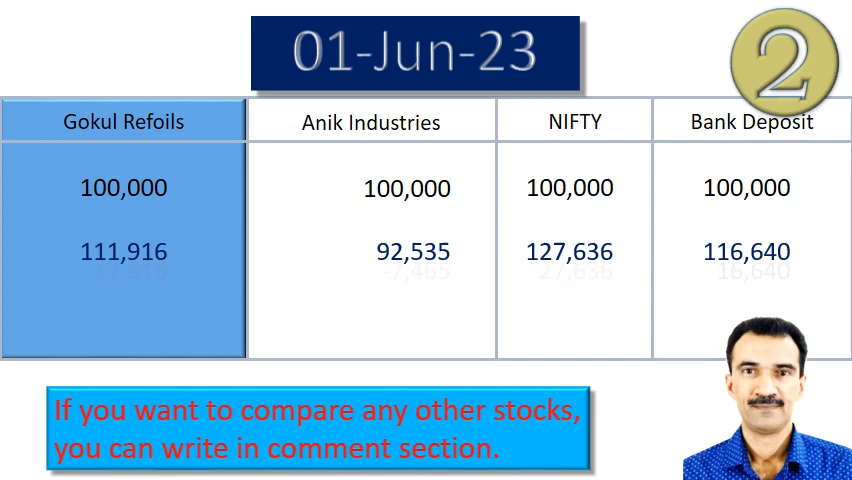 01-Jun-23
2
Gokul Refoils Anik Industries NIFTY Bank Deposit
100,000 100,000 100,000 100,000
111,916 92,535 127,636 116,640
11,916 -7,465 27,636 16,640
If you want to compare any other stocks,
you can write in comment section.